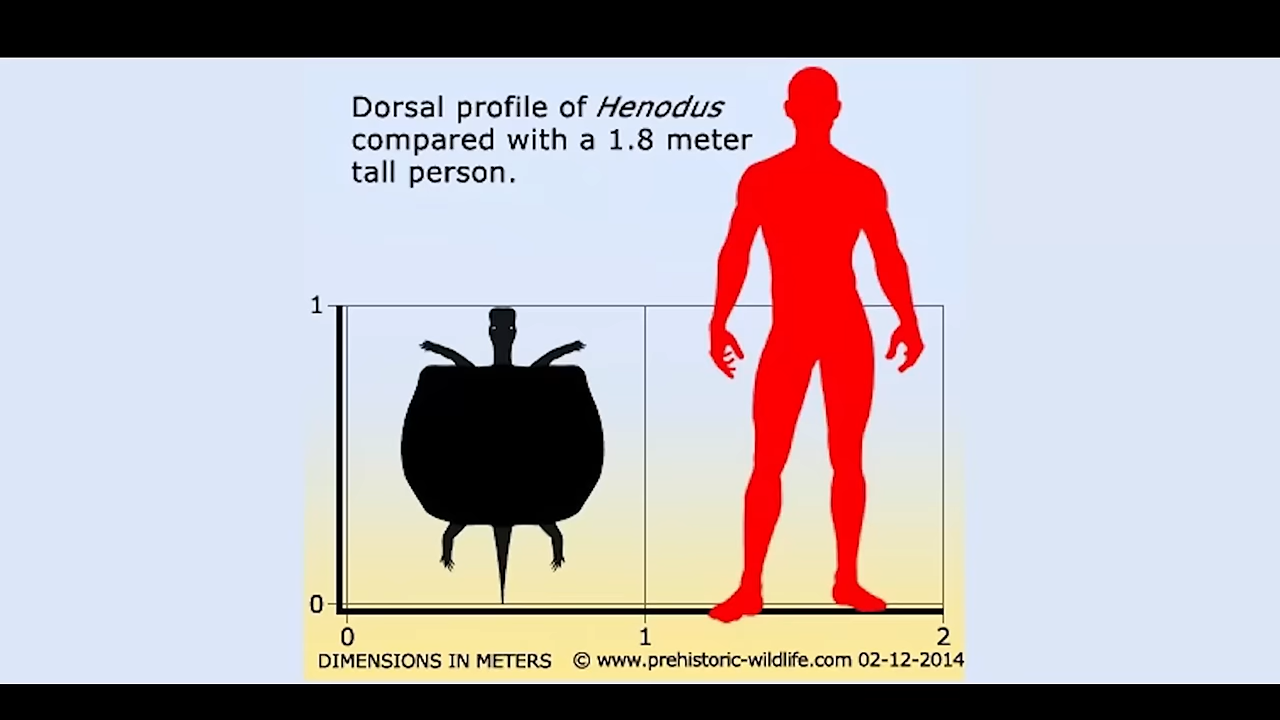 Dorsal profile of Henodus
compared with a 1.8 meter
tall person.
1
0
0 1 2
DIMENSIONS IN METERS © www.prehistoric-wildlife.com 02-12-2014